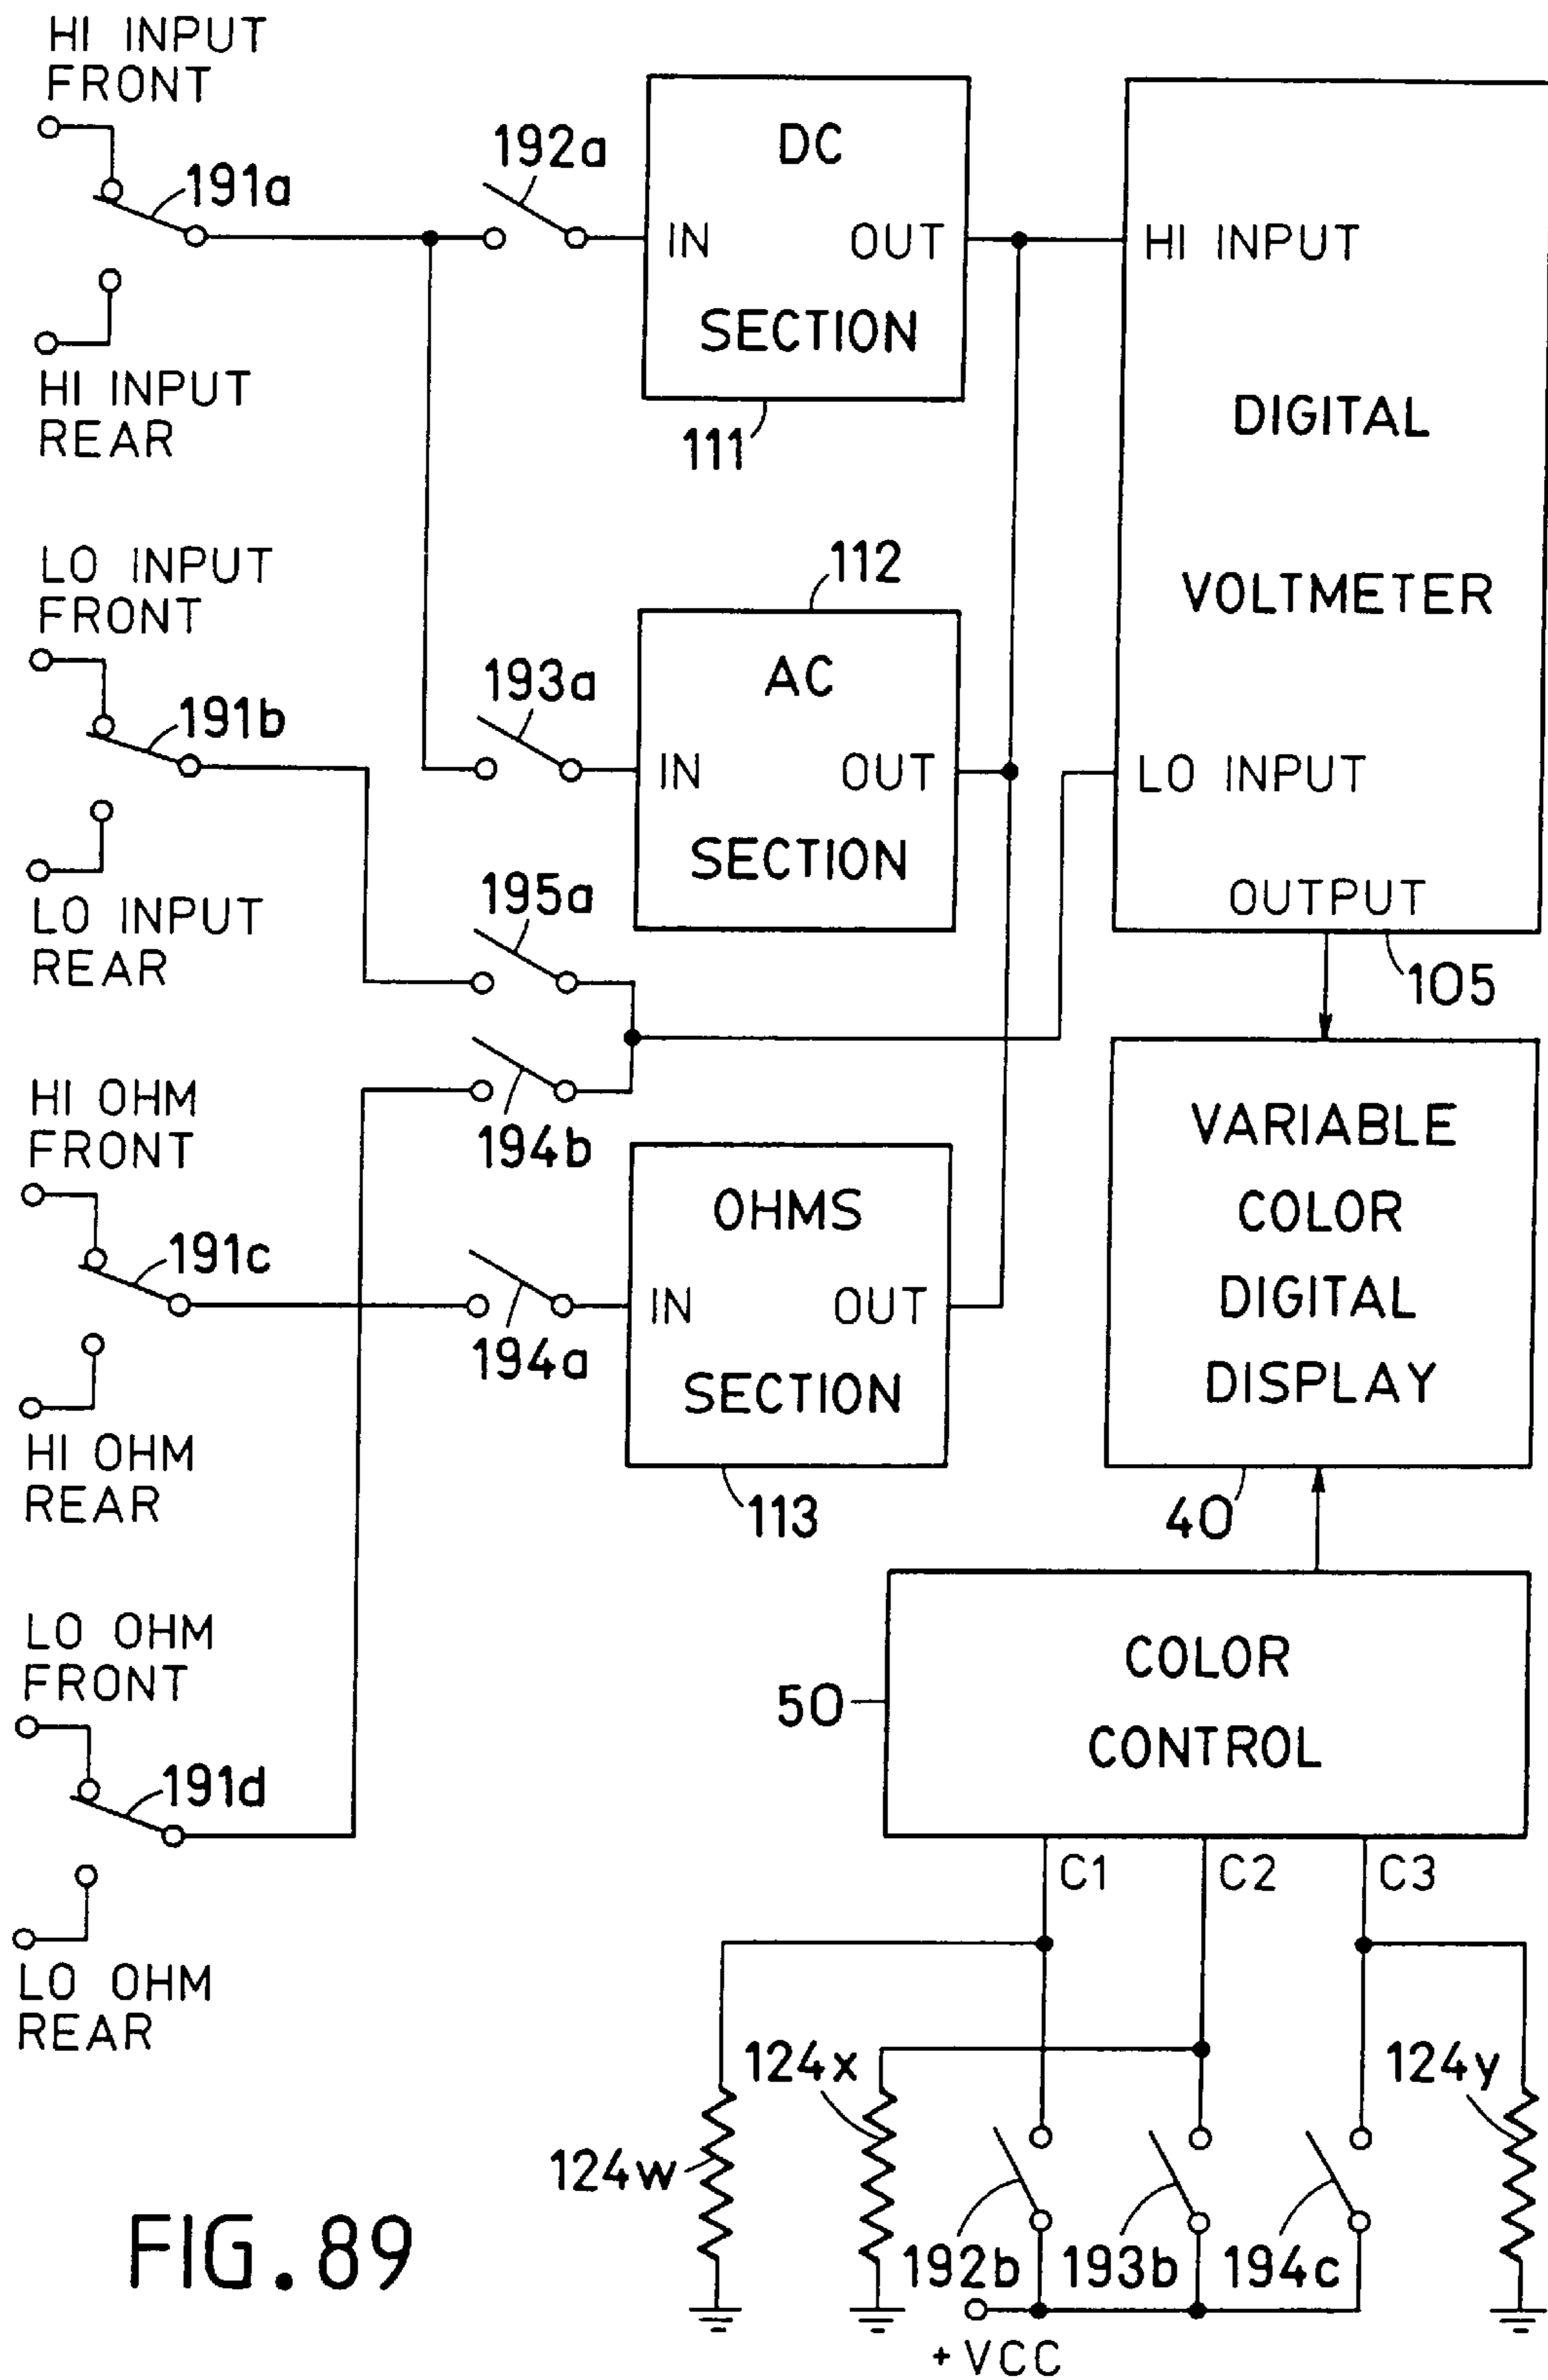 HI INPUT
FRONT
191a
HI INPUT
REAR
192a
DC
IN OUT
SECTION
111
HI INPUT
DIGITAL
VOLTMETER
LO INPUT
OUTPUT
105
LO INPUT
FRONT
191b
LO INPUT
REAR
193a
112
AC
IN OUT
SECTION
195a
194b
HI OHM
FRONT
191c
HI OHM
REAR
194a
OHMS
IN OUT
SECTION
113
VARIABLE
COLOR
DIGITAL
DISPLAY
40
LO OHM
FRONT
191d
LO OHM
REAR
50
COLOR
CONTROL
C1 C2 C3
124w
124x
124y
192b 193b 194c
+VCC
FIG. 89